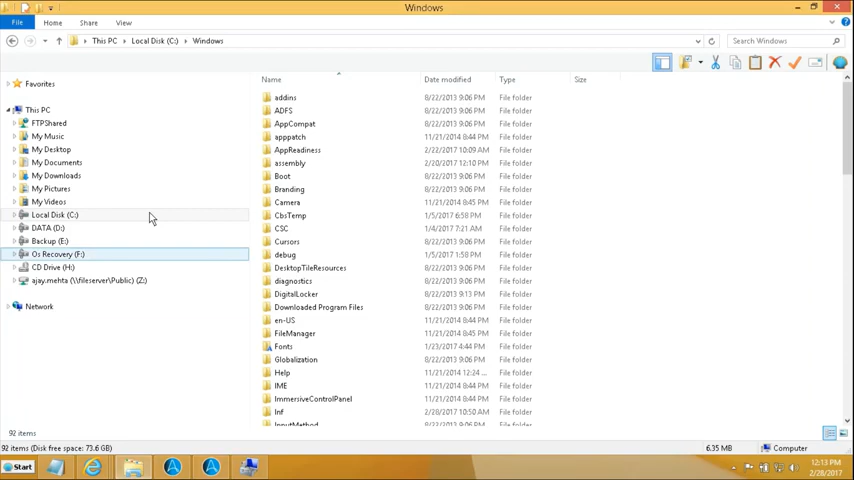 Windows
File Home Share View
This PC Local Disk (C:) Windows
Search Windows
Name Date modified Type Size
Favorites
This PC
FTPShared
My Music
My Desktop
My Documents
My Downloads
My Pictures
My Videos
Local Disk (C:)
DATA (D:)
Backup (E:)
Os Recovery (F:)
CD Drive (H:)
ajay.mehta (\\fileserver\Public) (Z:)
Network
addins 8/22/2013 9:06 PM File folder
ADFS 8/22/2013 9:06 PM File folder
AppCompat 8/22/2013 9:06 PM File folder
apppatch 11/21/2014 8:44 PM File folder
AppReadiness 2/22/2017 10:09 AM File folder
assembly 2/20/2017 12:10 PM File folder
Boot 8/22/2013 9:06 PM File folder
Branding 8/22/2013 9:06 PM File folder
Camera 11/21/2014 8:45 PM File folder
CbsTemp 1/5/2017 6:58 PM File folder
CSC 1/4/2017 7:21 AM File folder
Cursors 8/22/2013 9:06 PM File folder
debug 1/5/2017 1:58 PM File folder
DesktopTileResources 8/22/2013 9:06 PM File folder
diagnostics 8/22/2013 9:06 PM File folder
DigitalLocker 8/22/2013 9:13 PM File folder
Downloaded Program Files 8/22/2013 9:06 PM File folder
en-US 11/21/2014 8:44 PM File folder
FileManager 11/21/2014 8:45 PM File folder
Fonts 1/23/2017 4:44 PM File folder
Globalization 8/22/2013 9:06 PM File folder
Help 11/21/2014 12:24 ... File folder
IME 11/21/2014 8:44 PM File folder
ImmersiveControlPanel 11/21/2014 8:44 PM File folder
Inf 2/28/2017 10:50 AM File folder
InputMethod
92 items
92 items (Disk free space: 73.6 GB) 6.35 MB Computer
Start
12:13 PM
2/28/2017